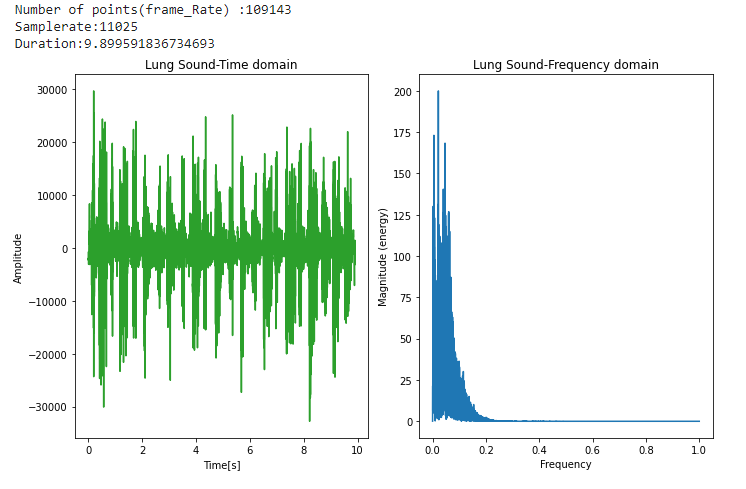 Number of points(frame_Rate) :109143
Samplerate:11025
Duration:9.899591836734693
Lung Sound-Time domain
30000
20000
10000
0
−10000
−20000
−30000
Amplitude
0 2 4 6 8 10
Time[s]
Lung Sound-Frequency domain
200
175
150
125
100
75
50
25
0
Magnitude (energy)
0.0 0.2 0.4 0.6 0.8 1.0
Frequency